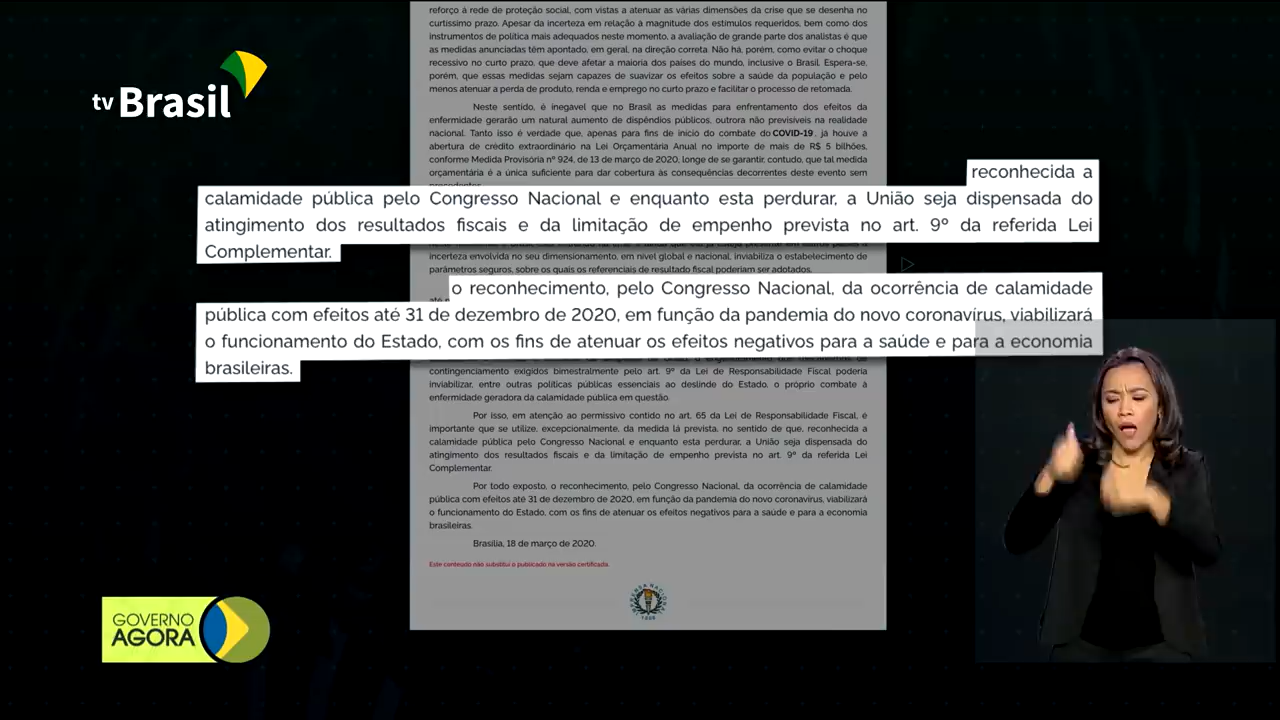 reforço à rede de proteção social, com vistas a atenuar as várias dimensões da crise que se desenha no
curtíssimo prazo. Apesar da incerteza em relação à magnitude dos estímulos requeridos, bem como dos
instrumentos de política mais adequados neste momento, a avaliação de grande parte dos analistas é que
as medidas anunciadas têm apontado, em geral, na direção correta. Não há, porém, como evitar o choque
recessivo no curto prazo, que deve afetar a maioria dos países do mundo, inclusive o Brasil. Espera-se,
porém, que essas medidas sejam capazes de suavizar os efeitos sobre a saúde da população e pelo
menos atenuar a perda de produto, renda e emprego no curto prazo e facilitar o processo de retomada.
tv Brasil
Neste sentido, é inegável que no Brasil as medidas para enfrentamento dos efeitos da
enfermidade gerarão um natural aumento de dispêndios públicos, outrora não previsíveis na realidade
nacional. Tanto isso é verdade que, apenas para fins de início do combate do COVID-19, já houve a
abertura de crédito extraordinário na Lei Orçamentária Anual no importe de mais de R$ 5 bilhões,
conforme Medida Provisória nº 924, de 13 de março de 2020, longe de se garantir, contudo, que tal medida
orçamentária é a única suficiente para dar cobertura às consequências decorrentes deste evento sem
reconhecida a
calamidade pública pelo Congresso Nacional e enquanto esta perdurar, a União seja dispensada do
atingimento dos resultados fiscais e da limitação de empenho prevista no art. 9º da referida Lei
Complementar.
incerteza envolvida no seu dimensionamento, em nível global e nacional, inviabiliza o estabelecimento de
parâmetros seguros, sobre os quais os referenciais de resultado fiscal poderiam ser adotados.
o reconhecimento, pelo Congresso Nacional, da ocorrência de calamidade
pública com efeitos até 31 de dezembro de 2020, em função da pandemia do novo coronavírus, viabilizará
o funcionamento do Estado, com os fins de atenuar os efeitos negativos para a saúde e para a economia
brasileiras.
contingenciamento exigidos bimestralmente pelo art. 9º da Lei de Responsabilidade Fiscal poderia
inviabilizar, entre outras políticas públicas essenciais ao deslinde do Estado, o próprio combate à
enfermidade geradora da calamidade pública em questão.
Por isso, em atenção ao permissivo contido no art. 65 da Lei de Responsabilidade Fiscal, é
importante que se utilize, excepcionalmente, da medida lá prevista, no sentido de que, reconhecida a
calamidade pública pelo Congresso Nacional e enquanto esta perdurar, a União seja dispensada do
atingimento dos resultados fiscais e da limitação de empenho prevista no art. 9º da referida Lei
Complementar.
Por todo exposto, o reconhecimento, pelo Congresso Nacional, da ocorrência de calamidade
pública com efeitos até 31 de dezembro de 2020, em função da pandemia do novo coronavírus, viabilizará
o funcionamento do Estado, com os fins de atenuar os efeitos negativos para a saúde e para a economia
brasileiras.
Brasília, 18 de março de 2020.
Este conteúdo não substitui o publicado na versão certificada.
GOVERNO
AGORA